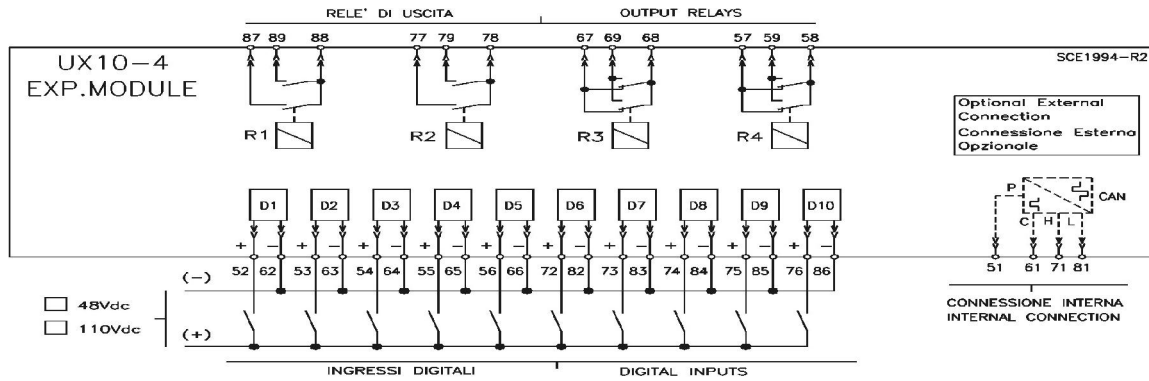 RELE' DI USCITA OUTPUT RELAYS
87 89 88 77 79 78 67 69 68 57 59 58
UX10-4
EXP.MODULE
SCE1994-R2
R1 R2 R3 R4
Optional External
Connection
Connessione Esterna
Opzionale
D1 D2 D3 D4 D5 D6 D7 D8 D9 D10
P CAN
C H L
+ - + - + - + - + - + - + - + - + - + -
52 62 53 63 54 64 55 65 56 66 72 82 73 83 74 84 75 85 76 86
51 61 71 81
(-)
48Vdc
110Vdc
(+)
CONNESSIONE INTERNA
INTERNAL CONNECTION
INGRESSI DIGITALI DIGITAL INPUTS